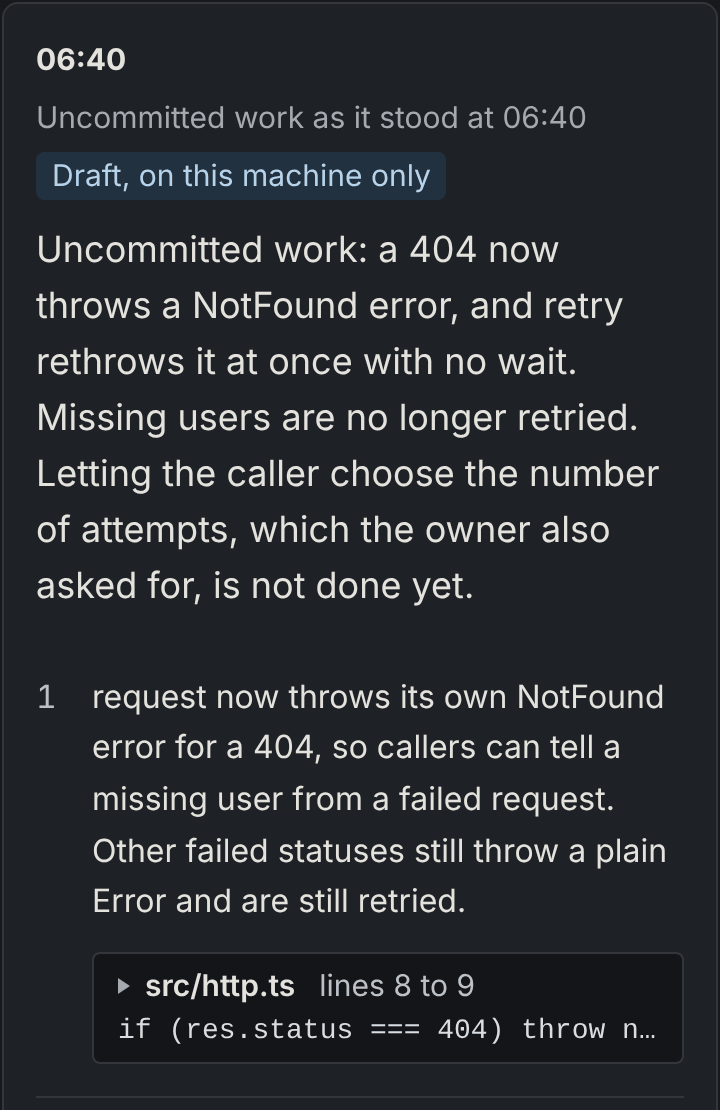 06:40
Uncommitted work as it stood at 06:40
Draft, on this machine only
Uncommitted work: a 404 now
throws a NotFound error, and retry
rethrows it at once with no wait.
Missing users are no longer retried.
Letting the caller choose the number
of attempts, which the owner also
asked for, is not done yet.
1 request now throws its own NotFound
error for a 404, so callers can tell a
missing user from a failed request.
Other failed statuses still throw a plain
Error and are still retried.
src/http.ts lines 8 to 9
if (res.status === 404) throw n…